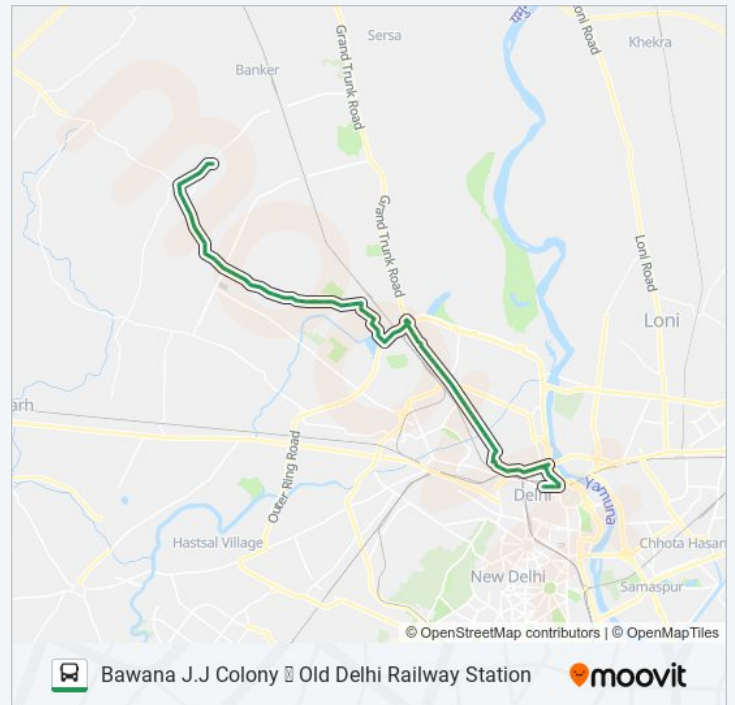 Grand Trunk Road
Sersa
Loni Road
Khekra
Banker
Grand Trunk Road
Loni Road
Loni
arh
Outer Ring Road
Delhi
Yamuna
Hastsal Village
Chhota Hasan
New Delhi
Samaspur
© OpenStreetMap contributors | © OpenMapTiles
Bawana J.J Colony Old Delhi Railway Station
moovit